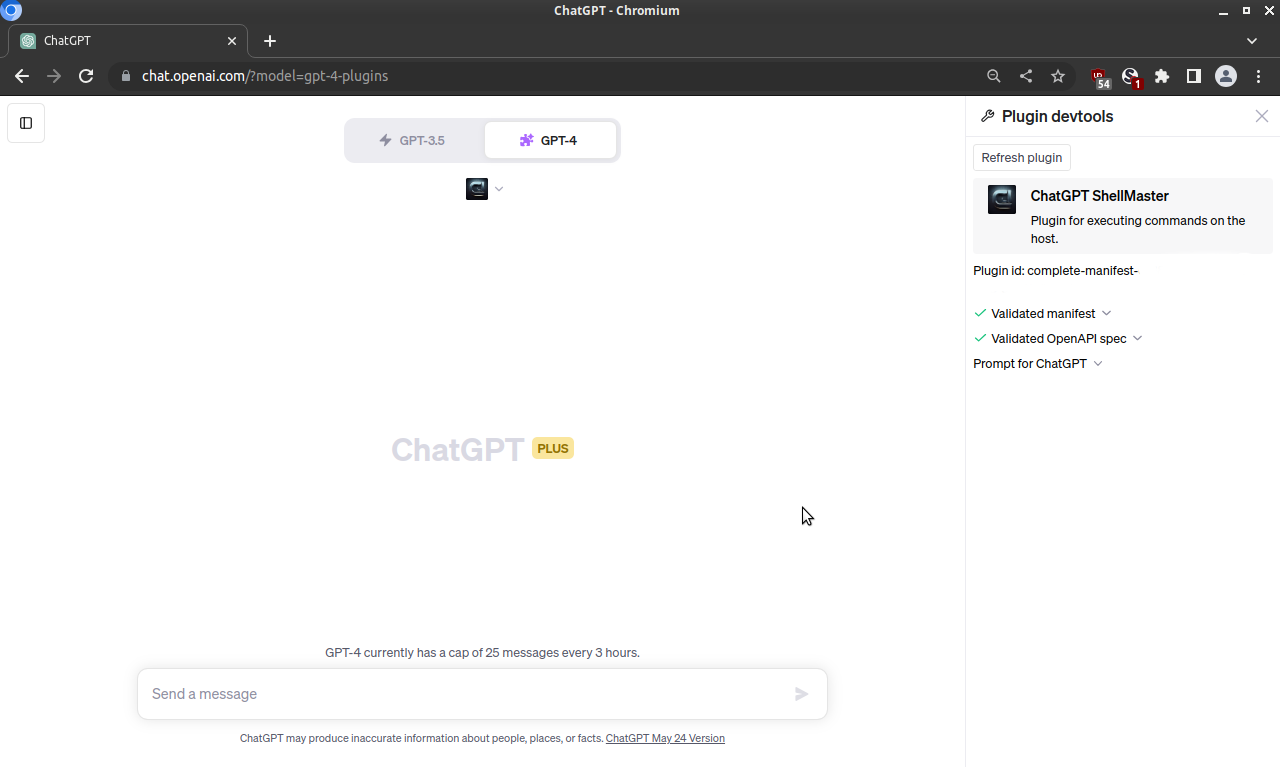 ChatGPT - Chromium
ChatGPT
chat.openai.com/?model=gpt-4-plugins
54
1
GPT-3.5
GPT-4
ChatGPT PLUS
GPT-4 currently has a cap of 25 messages every 3 hours.
Send a message
ChatGPT may produce inaccurate information about people, places, or facts. ChatGPT May 24 Version
Plugin devtools
Refresh plugin
ChatGPT ShellMaster
Plugin for executing commands on the
host.
Plugin id: complete-manifest-
Validated manifest
Validated OpenAPI spec
Prompt for ChatGPT